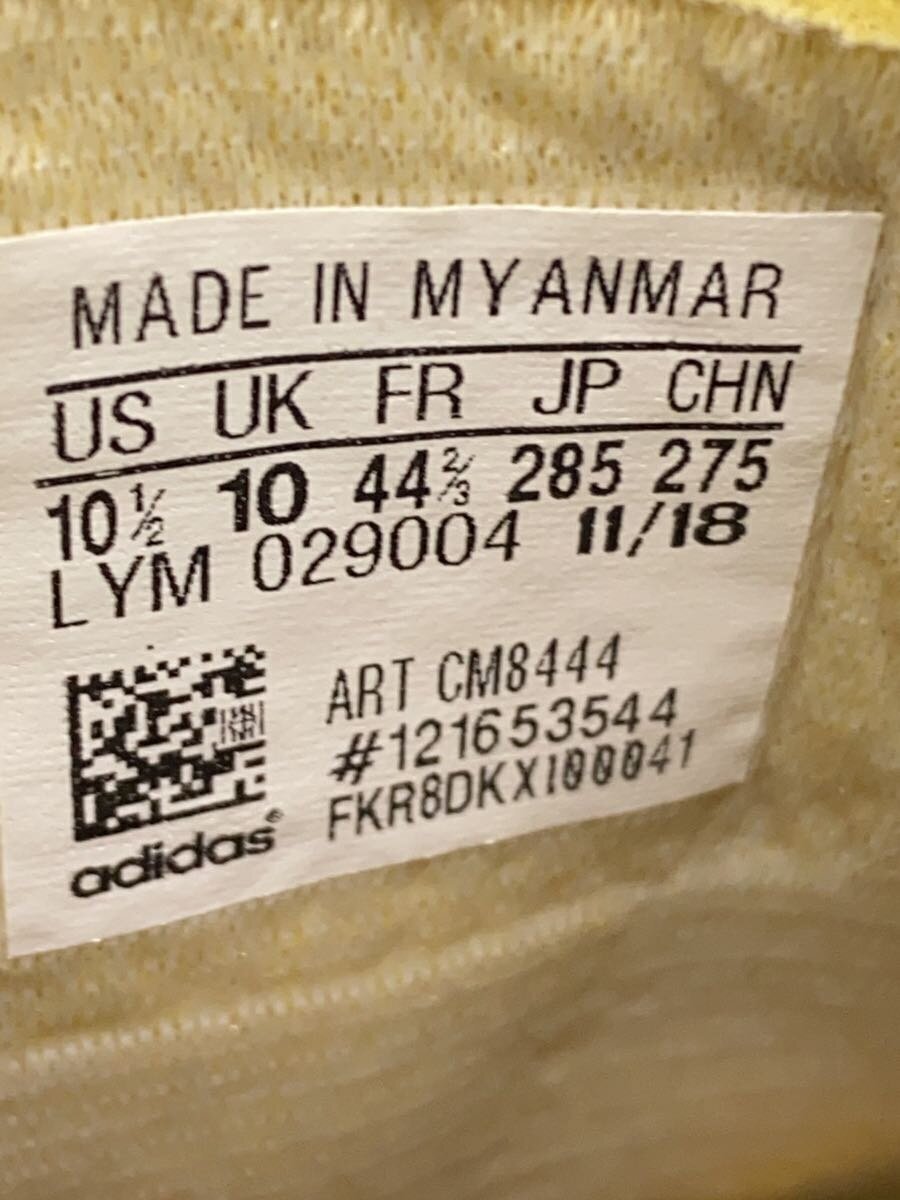 MADE IN MYANMAR
US UK FR JP CHN
10½ 10 44⅔ 285 275
LYM 029004 11/18
ART CM8444
#121653544
FKR8DKX100041
adidas®